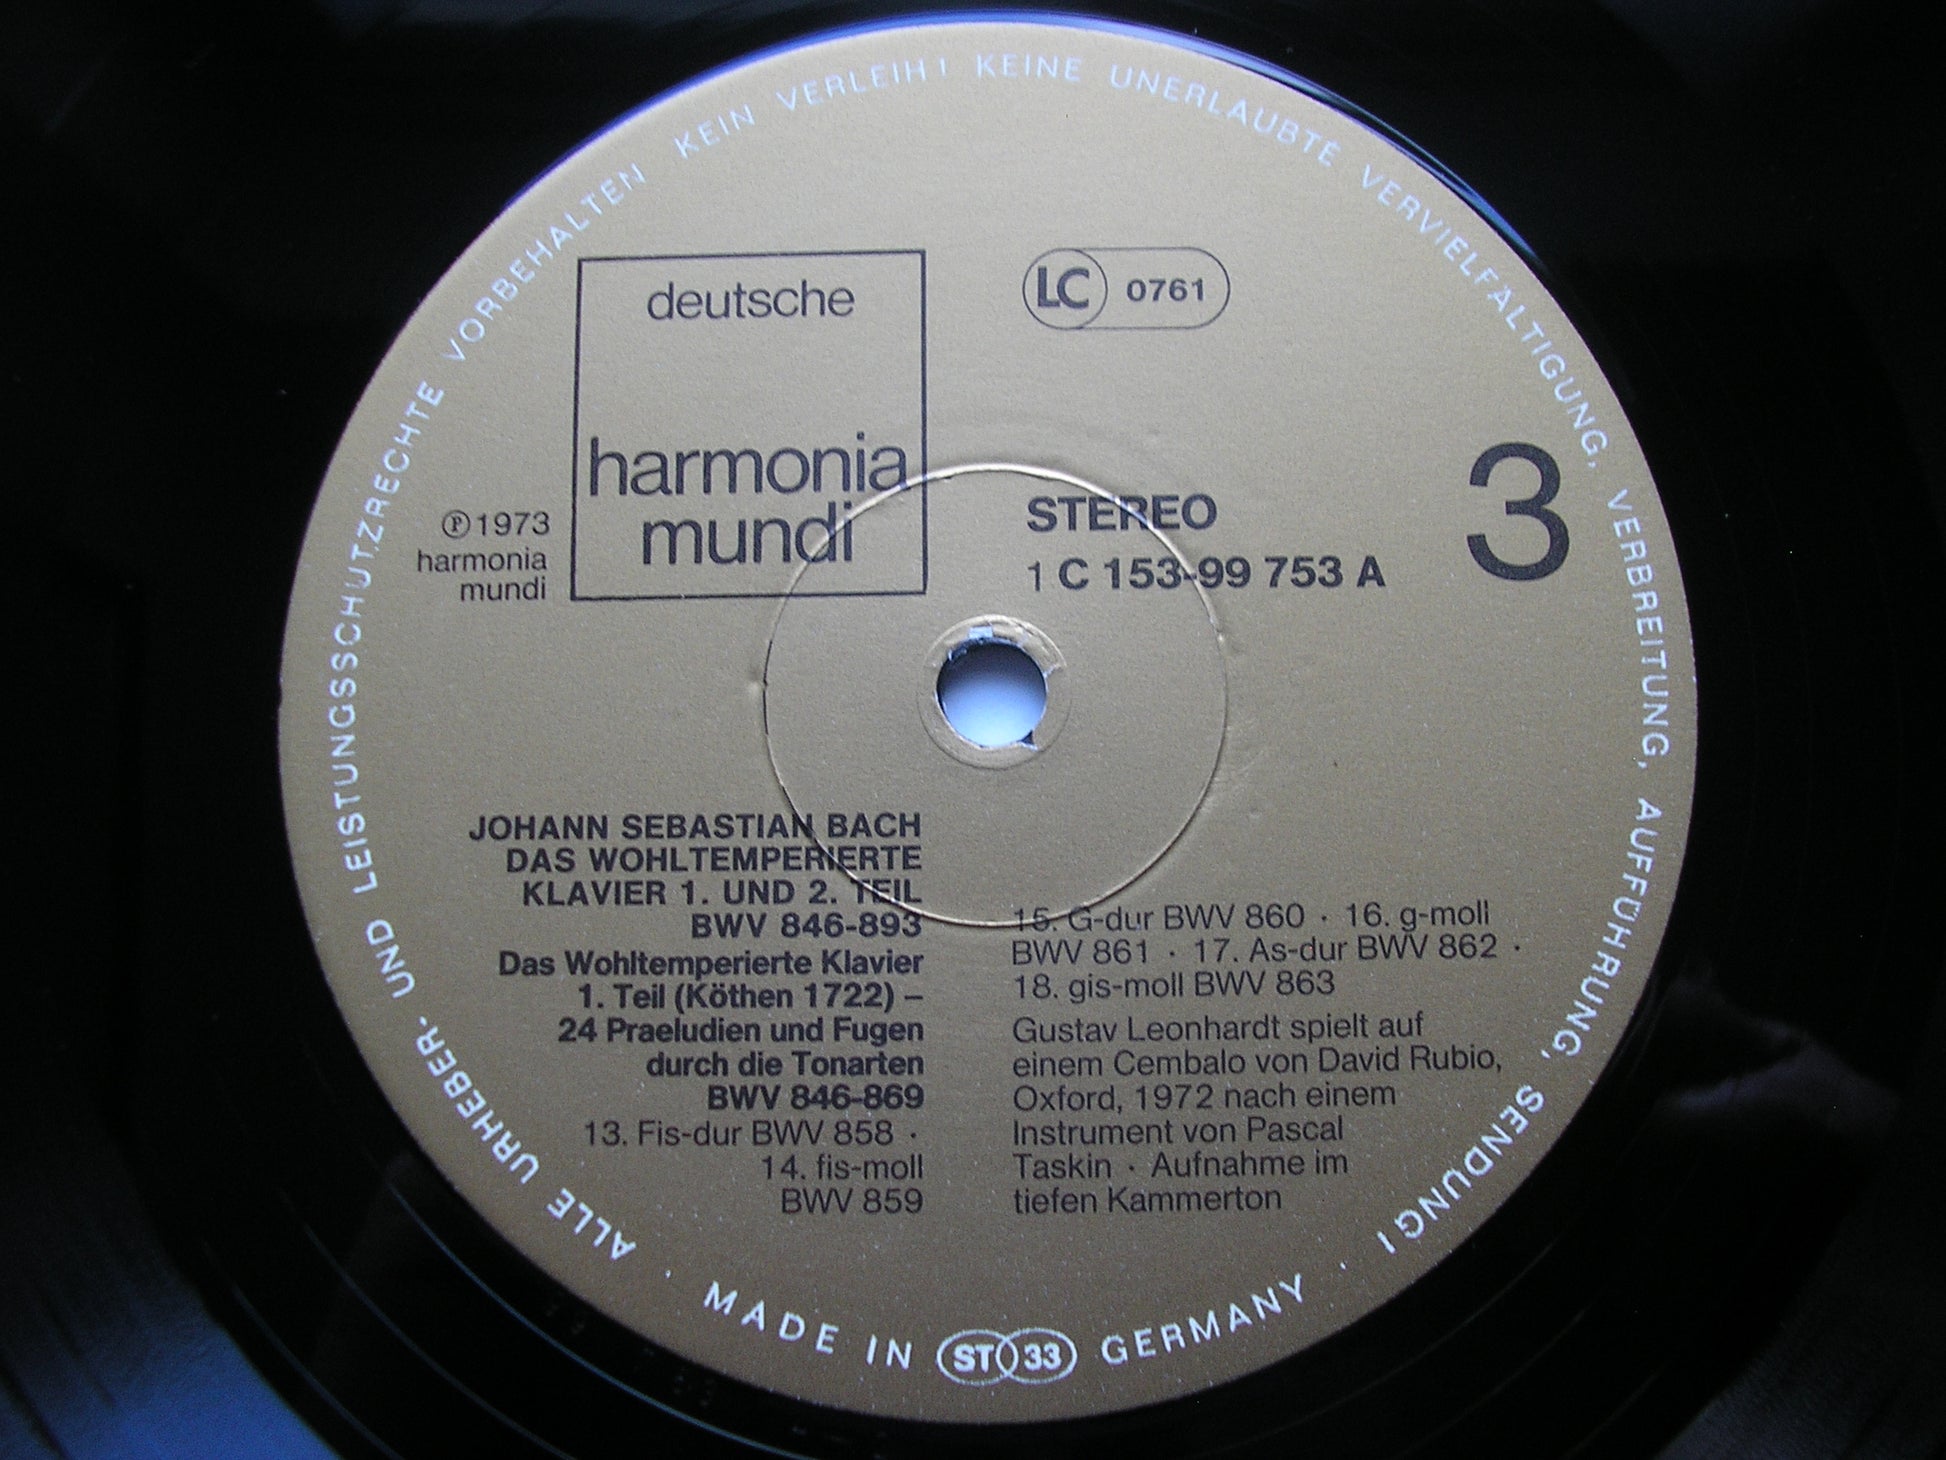 deutsche
harmonia
mundi
LC 0761
℗ 1973
harmonia
mundi
STEREO
1 C 153-99 753 A
3
JOHANN SEBASTIAN BACH
DAS WOHLTEMPERIERTE
KLAVIER 1. UND 2. TEIL
BWV 846-893
Das Wohltemperierte Klavier
1. Teil (Köthen 1722) –
24 Praeludien und Fugen
durch die Tonarten
BWV 846-869
13. Fis-dur BWV 858 ·
14. fis-moll
BWV 859
15. G-dur BWV 860 · 16. g-moll
BWV 861 · 17. As-dur BWV 862 ·
18. gis-moll BWV 863
Gustav Leonhardt spielt auf
einem Cembalo von David Rubio,
Oxford, 1972 nach einem
Instrument von Pascal
Taskin · Aufnahme im
tiefen Kammerton
ALLE URHEBER- UND LEISTUNGSSCHUTZRECHTE VORBEHALTEN KEIN VERLEIH! KEINE UNERLAUBTE VERVIELFÄLTIGUNG, VERBREITUNG, AUFFÜHRUNG, SENDUNG!
· MADE IN ST 33 GERMANY ·